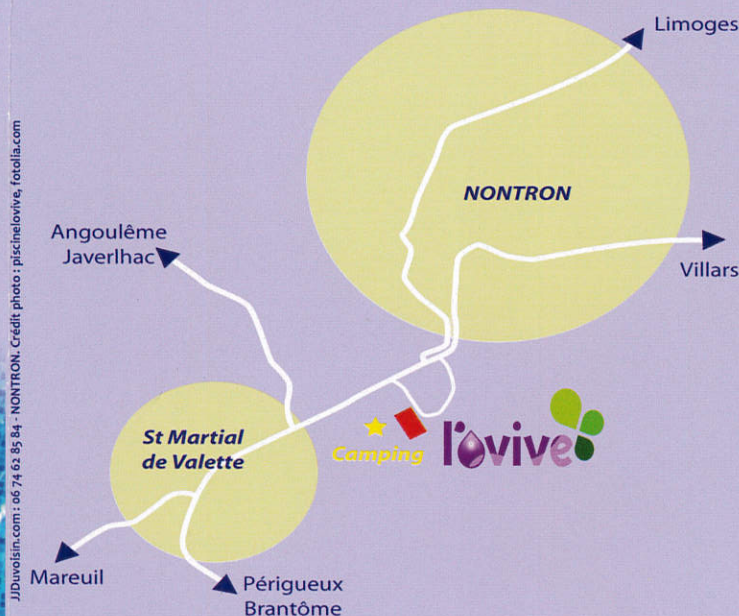 Limoges
NONTRON
Angoulême
Javerlhac
Villars
St Martial
de Valette
Camping
l'ovive
Mareuil
Périgueux
Brantôme
JJDuvoisin.com : 06 74 62 85 84 - NONTRON. Crédit photo : piscinelovive, fotolia.com